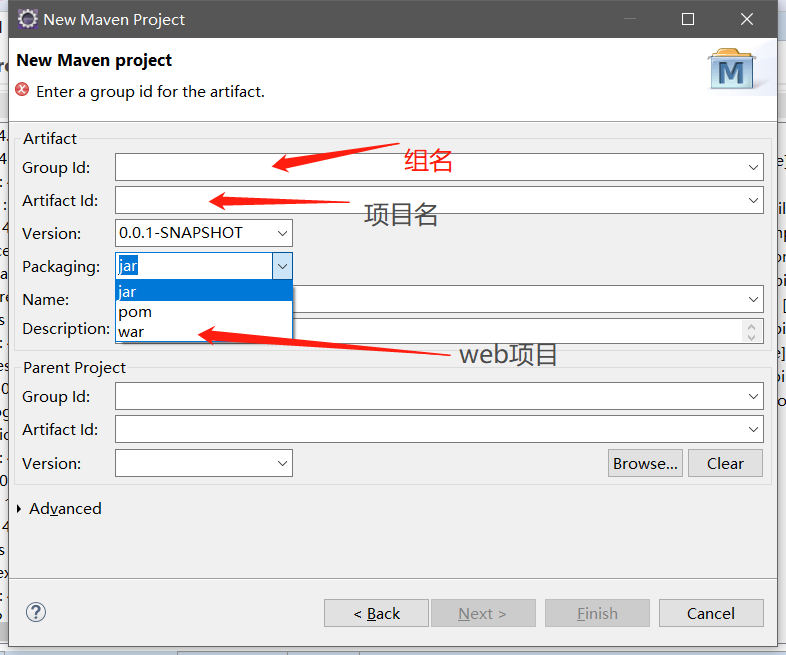 New Maven Project
New Maven project
Enter a group id for the artifact.
Artifact
Group Id:
组名
Artifact Id:
项目名
Version: 0.0.1-SNAPSHOT
Packaging: jar
jar
Name:
pom
Description:
war
web项目
Parent Project
Group Id:
Artifact Id:
Version:
Browse... Clear
Advanced
< Back Next > Finish Cancel